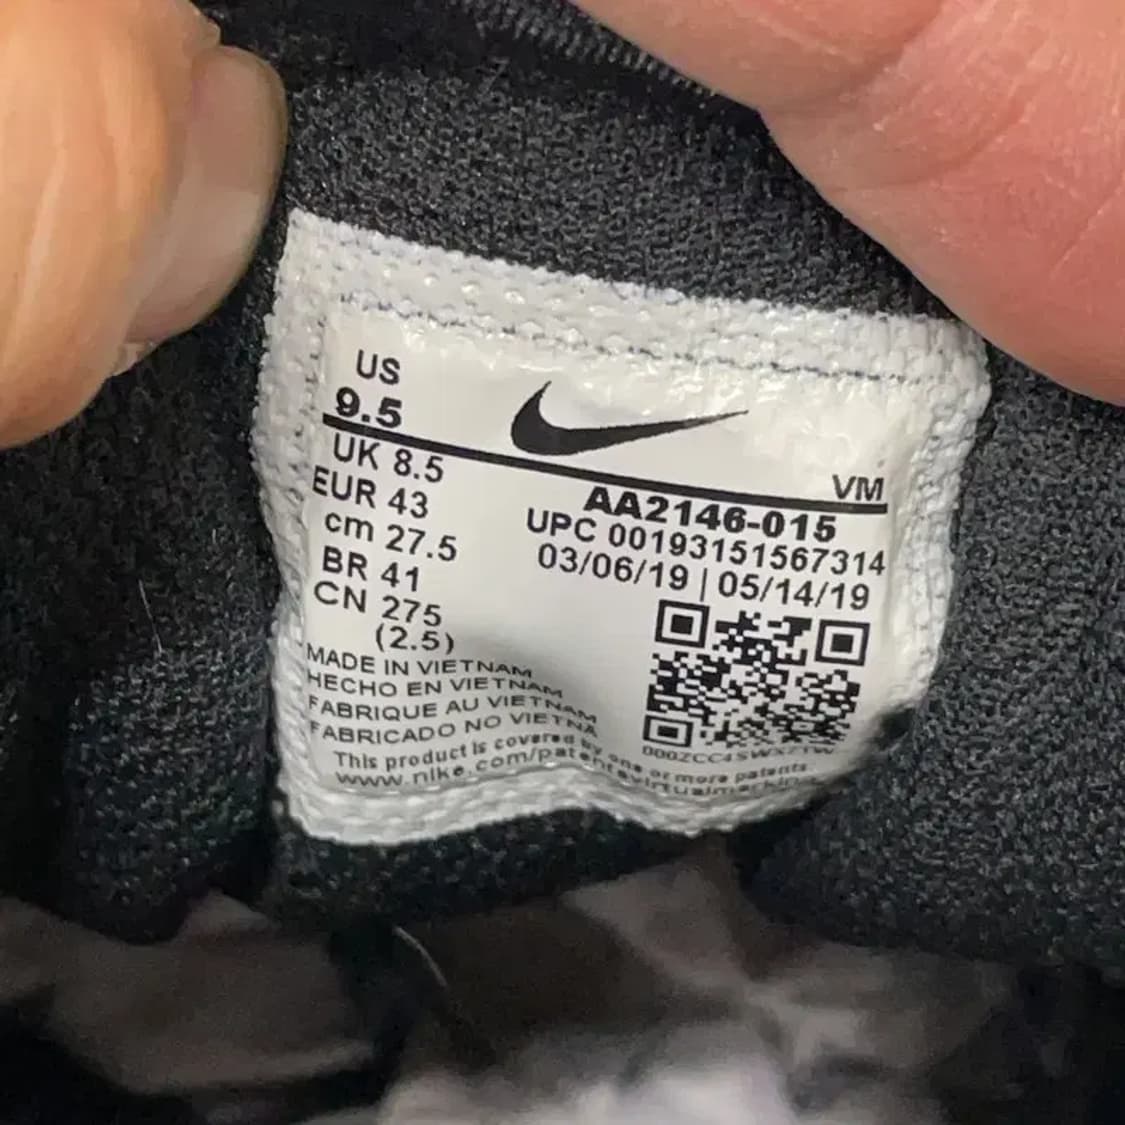 US
9.5
VM
UK 8.5
EUR 43
cm 27.5
BR 41
CN 275
(2.5)
AA2146-015
UPC 00193151567314
03/06/19 | 05/14/19
MADE IN VIETNAM
HECHO EN VIETNAM
FABRIQUE AU VIETNAM
FABRICADO NO VIETNA
This product is covered by one or more patents
www.nike.com/patentsvirtualmarking